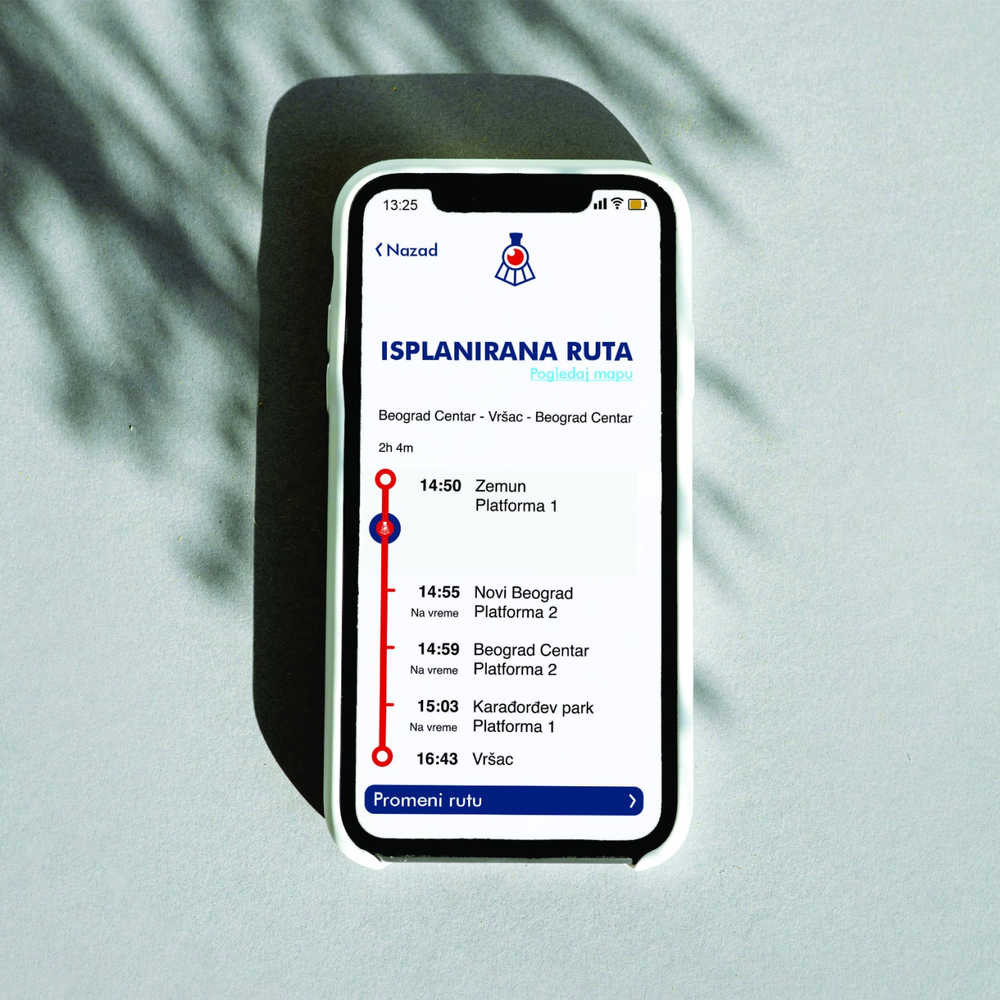 13:25
Nazad
ISPLANIRANA RUTA
Pogledaj mapu
Beograd Centar - Vršac - Beograd Centar
2h 4m
14:50 Zemun
Platforma 1
14:55 Novi Beograd
Na vreme Platforma 2
14:59 Beograd Centar
Na vreme Platforma 2
15:03 Karađorđev park
Na vreme Platforma 1
16:43 Vršac
Promeni rutu